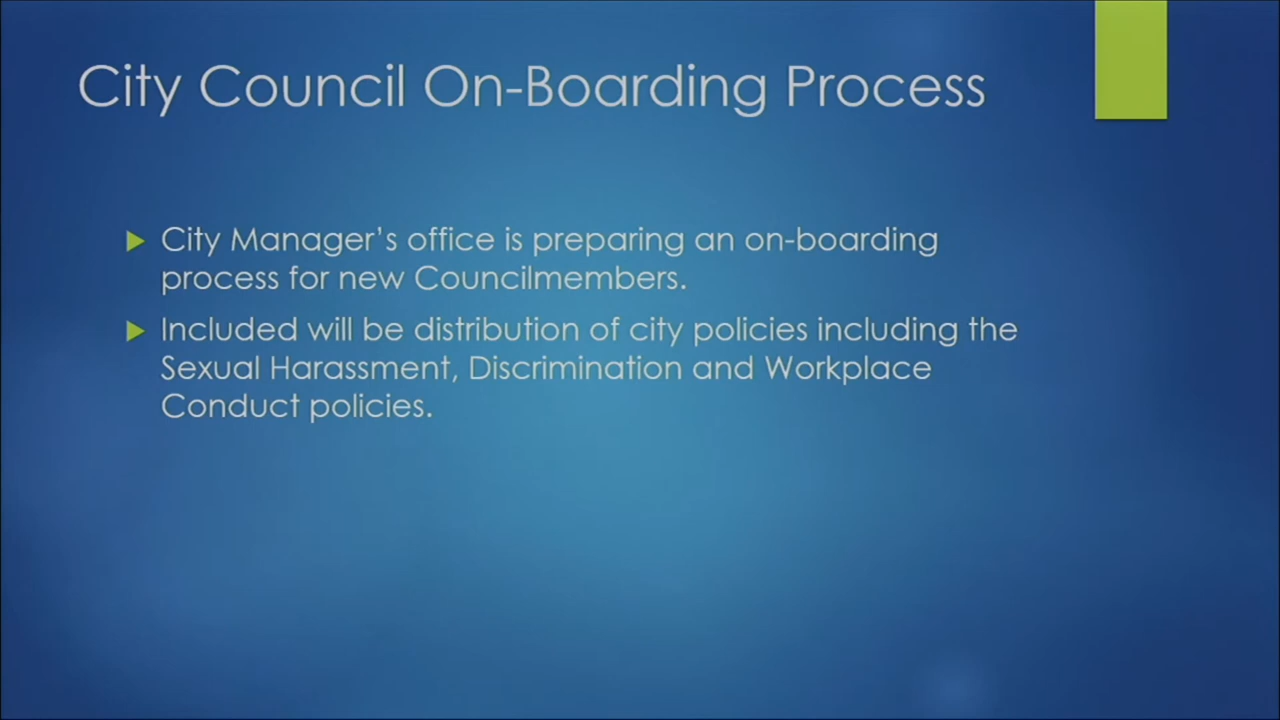 City Council On-Boarding Process
City Manager's office is preparing an on-boarding
process for new Councilmembers.
Included will be distribution of city policies including the
Sexual Harassment, Discrimination and Workplace
Conduct policies.